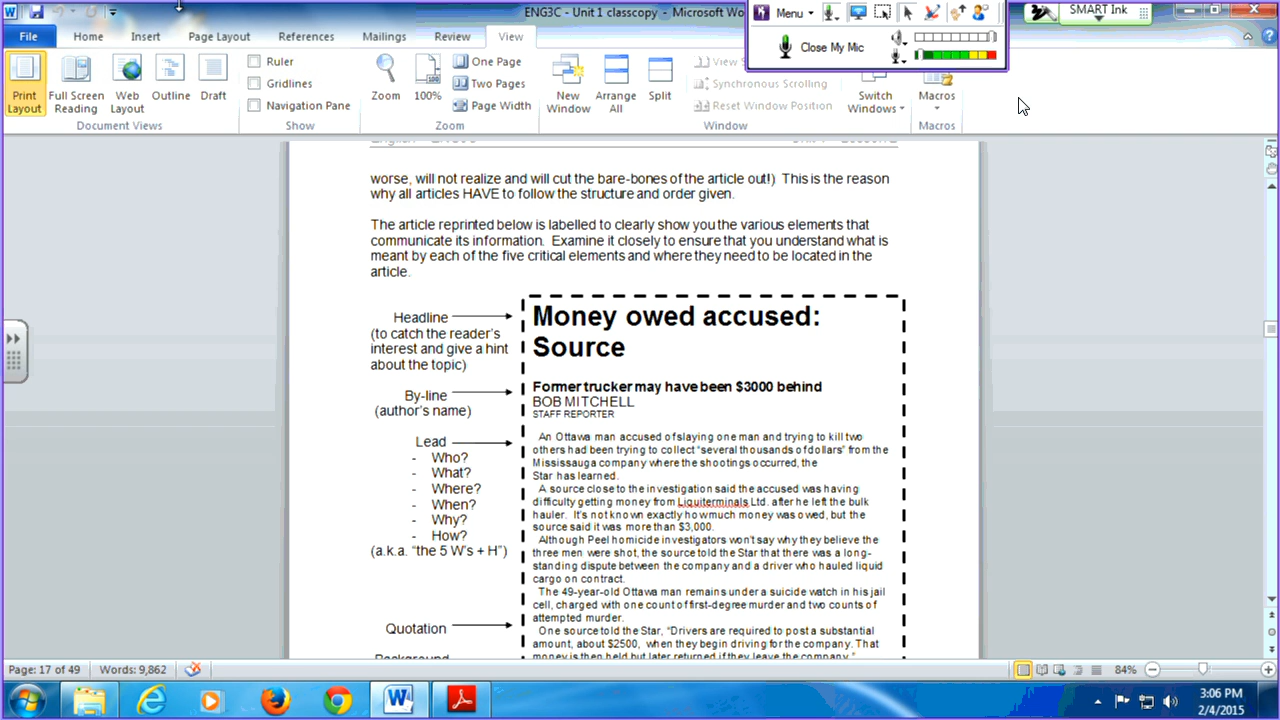 ENG3C - Unit 1 classcopy - Microsoft Wo
Menu
SMART Ink
Close My Mic
File
Home
Insert
Page Layout
References
Mailings
Review
View
Print Layout
Full Screen Reading
Web Layout
Outline
Draft
Document Views
Ruler
Gridlines
Navigation Pane
Show
Zoom
100%
One Page
Two Pages
Page Width
Zoom
New Window
Arrange All
Split
View S
Synchronous Scrolling
Reset Window Position
Window
Switch Windows
Macros
Macros
worse, will not realize and will cut the bare-bones of the article out!) This is the reason
why all articles HAVE to follow the structure and order given.
The article reprinted below is labelled to clearly show you the various elements that
communicate its information. Examine it closely to ensure that you understand what is
meant by each of the five critical elements and where they need to be located in the
article.
Headline
(to catch the reader's
interest and give a hint
about the topic)
By-line
(author's name)
Lead
- Who?
- What?
- Where?
- When?
- Why?
- How?
(a.k.a. "the 5 W's + H")
Quotation
Background
Money owed accused:
Source
Former trucker may have been $3000 behind
BOB MITCHELL
STAFF REPORTER
An Ottawa man accused of slaying one man and trying to kill two
others had been trying to collect "several thousands of dollars" from the
Mississauga company where the shootings occurred, the
Star has learned.
A source close to the investigation said the accused was having
difficulty getting money from Liquiterminals Ltd. after he left the bulk
hauler. It's not known exactly how much money was owed, but the
source said it was more than $3,000.
Although Peel homicide investigators won't say why they believe the
three men were shot, the source told the Star that there was a long-
standing dispute between the company and a driver who hauled liquid
cargo on contract.
The 49-year-old Ottawa man remains under a suicide watch in his jail
cell, charged with one count of first-degree murder and two counts of
attempted murder.
One source told the Star, "Drivers are required to post a substantial
amount, about $2500, when they begin driving for the company. That
money is then held but later returned if they leave the company."
Page: 17 of 49
Words: 9,862
84%
3:06 PM
2/4/2015